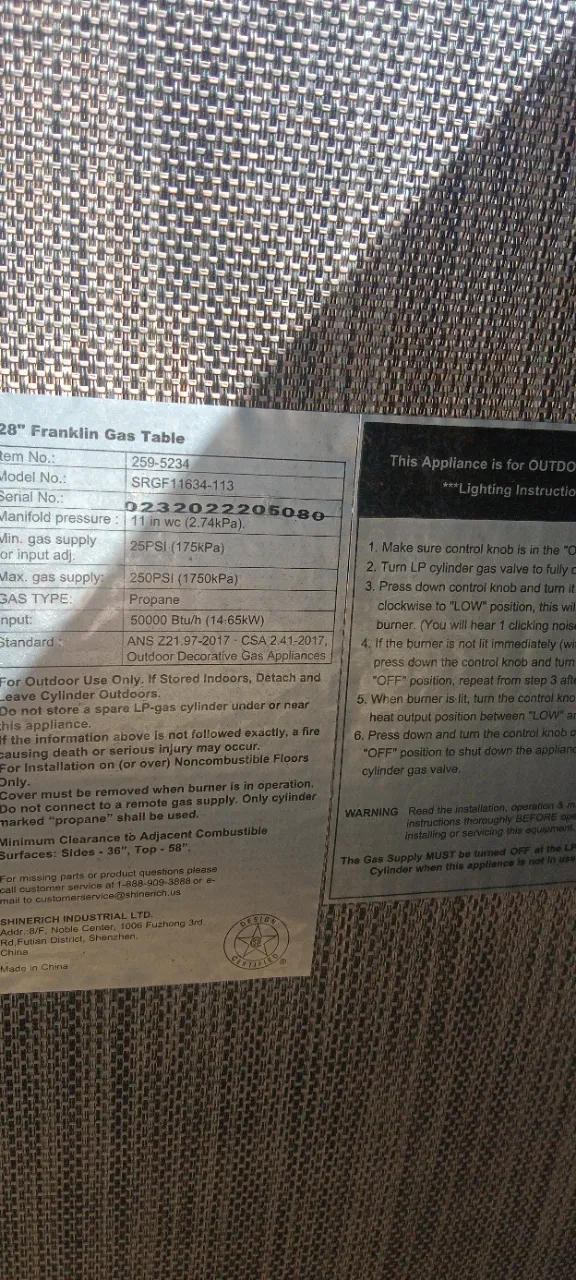 28" Franklin Gas Table
Item No.: 259-5234
Model No.: SRGF11634-113
Serial No.: 0232022205080
Manifold pressure : 11 in wc (2.74kPa).
Min. gas supply
for input adj. 25PSI (175kPa)
Max. gas supply: 250PSI (1750kPa)
GAS TYPE: Propane
Input: 50000 Btu/h (14.65kW)
Standard : ANS Z21.97-2017 - CSA 2.41-2017,
Outdoor Decorative Gas Appliances
For Outdoor Use Only. If Stored Indoors, Detach and
Leave Cylinder Outdoors.
Do not store a spare LP-gas cylinder under or near
this appliance.
If the information above is not followed exactly, a fire
causing death or serious injury may occur.
For Installation on (or over) Noncombustible Floors
Only.
Cover must be removed when burner is in operation.
Do not connect to a remote gas supply. Only cylinder
marked "propane" shall be used.
Minimum Clearance to Adjacent Combustible
Surfaces: Sides - 36", Top - 58".
For missing parts or product questions please
call customer service at 1-888-909-3888 or e-
mail to customerservice@shinerich.us
SHINERICH INDUSTRIAL LTD.
Addr.:8/F, Noble Center, 1006 Fuzhong 3rd.
Rd,Futian District, Shenzhen,
China
Made in China
DESIGN
CERTIFIED
®
This Appliance is for OUTDO
***Lighting Instructio
1. Make sure control knob is in the "O
2. Turn LP cylinder gas valve to fully o
3. Press down control knob and turn it
clockwise to "LOW" position, this wil
burner. (You will hear 1 clicking nois
4. If the burner is not lit immediately (wi
press down the control knob and turn
"OFF" position, repeat from step 3 afte
5. When burner is lit, turn the control kno
heat output position between "LOW" a
6. Press down and turn the control knob c
"OFF" position to shut down the applianc
cylinder gas valve.
WARNING Read the installation, operation & m
instructions thoroughly BEFORE ope
installing or servicing this equipment.
The Gas Supply MUST be turned OFF at the LP
Cylinder when this appliance is not in use